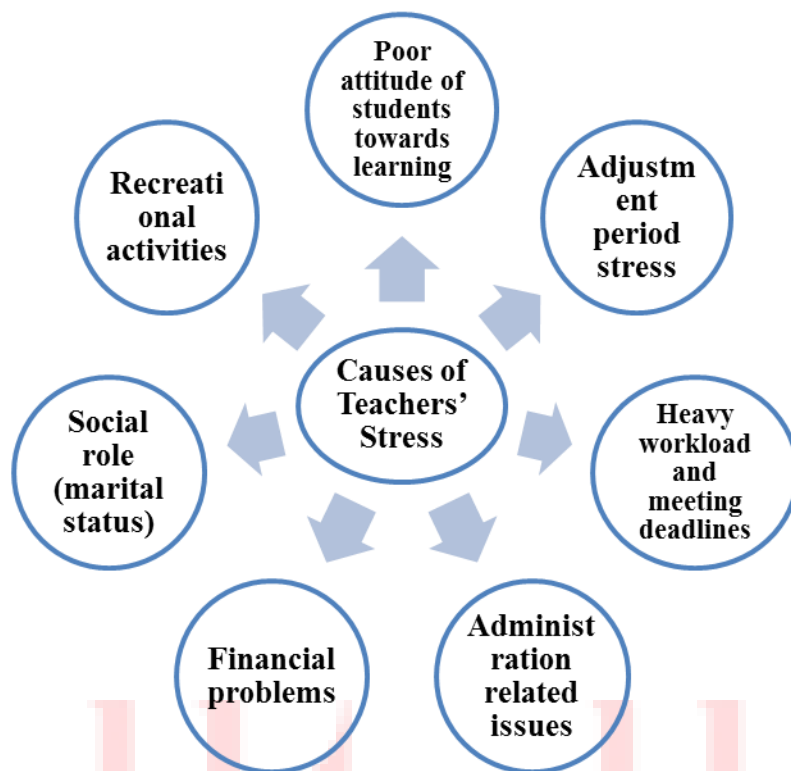 Poor
attitude of
students
towards
learning
Adjustm
ent
period
stress
Heavy
workload
and
meeting
deadlines
Administ
ration
related
issues
Financial
problems
Social
role
(marital
status)
Recreati
onal
activities
Causes of
Teachers’
Stress